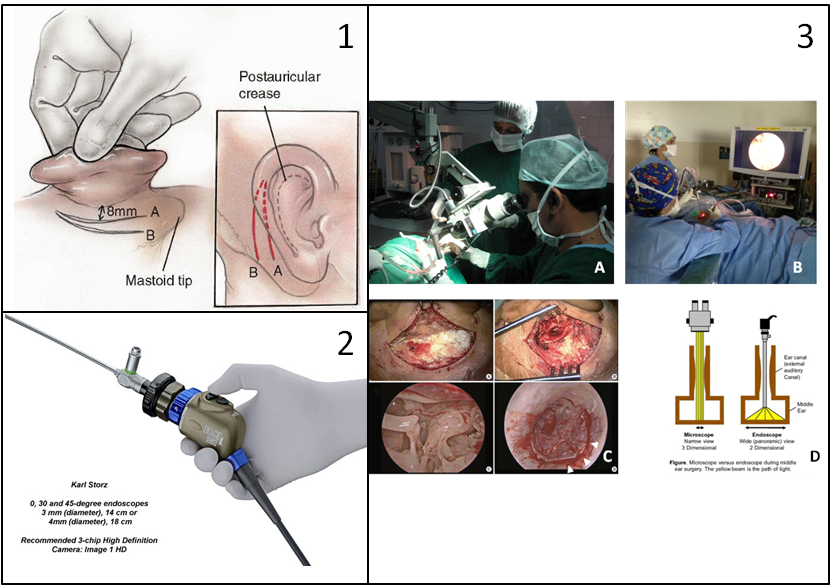 1
Postauricular
crease
8mm
A
B
Mastoid tip
B
A
2
Karl Storz
0, 30 and 45-degree endoscopes
3 mm (diameter), 14 cm or
4mm (diameter), 18 cm
Recommended 3-chip High Definition
Camera: Image 1 HD
3
A
B
C
Ear canal
(external
auditory
Canal)
Middle
Ear
Microscope
Narrow view
3 Dimensional
Endoscope
Wide (panoramic) view
2 Dimensional
D
Figure. Microscope versus endoscope during middle
ear surgery. The yellow beam is the path of light.